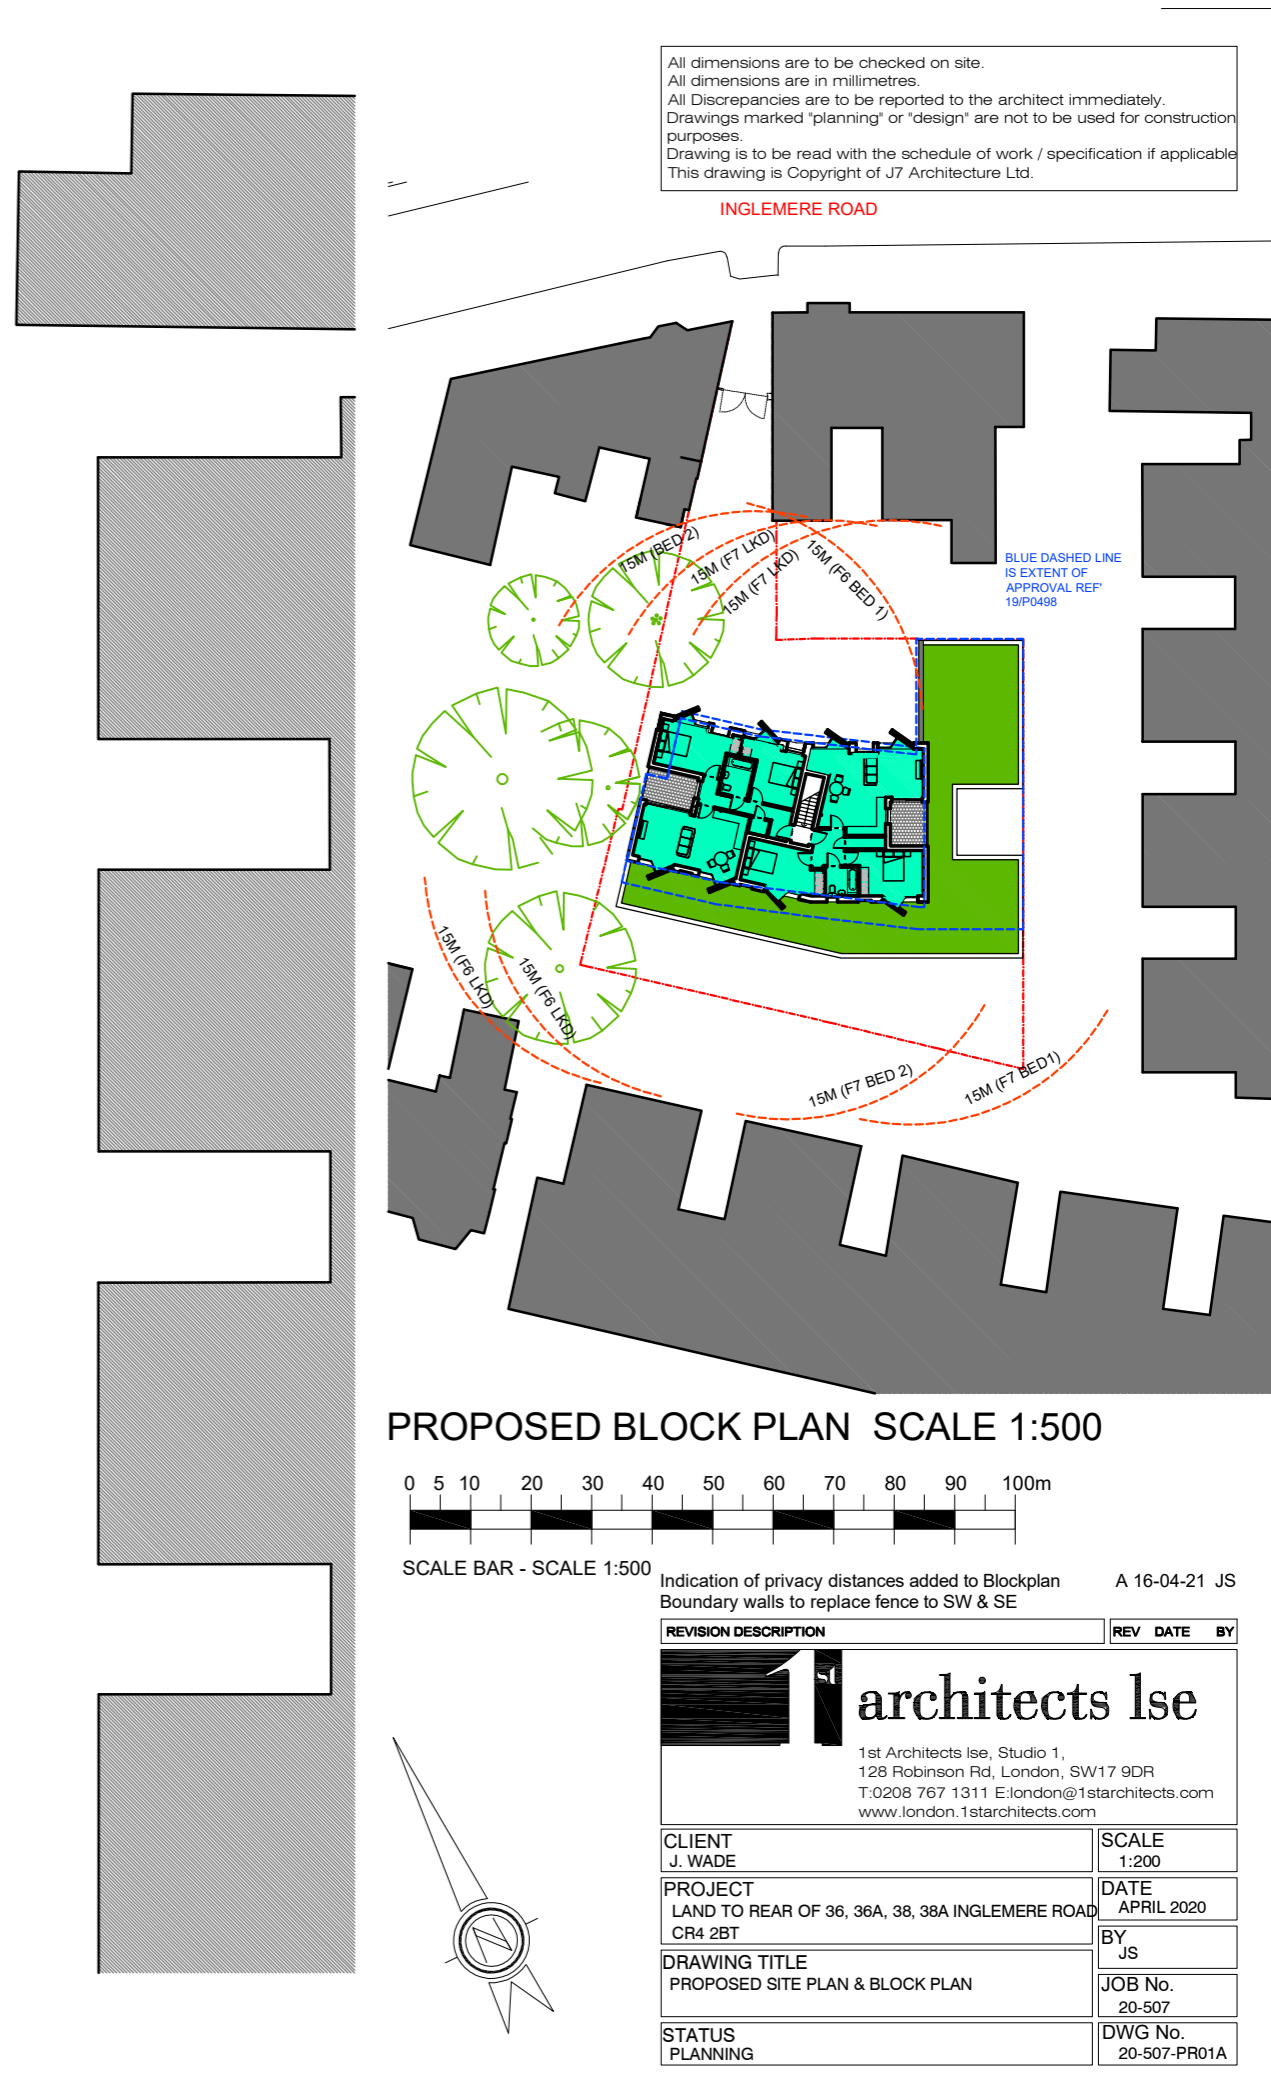 All dimensions are to be checked on site.
All dimensions are in millimetres.
All Discrepancies are to be reported to the architect immediately.
Drawings marked "planning" or "design" are not to be used for construction
purposes.
Drawing is to be read with the schedule of work / specification if applicable
This drawing is Copyright of J7 Architecture Ltd.
INGLEMERE ROAD
15M (BED 2)
15M (F7 LKD)
15M (F7 LKD)
15M (F6 BED 1)
BLUE DASHED LINE
IS EXTENT OF
APPROVAL REF'
19/P0498
15M (F6 LKD)
15M (F6 LKD)
15M (F7 BED 2)
15M (F7 BED1)
PROPOSED BLOCK PLAN SCALE 1:500
0 5 10 20 30 40 50 60 70 80 90 100m
SCALE BAR - SCALE 1:500
Indication of privacy distances added to Blockplan A 16-04-21 JS
Boundary walls to replace fence to SW & SE
REVISION DESCRIPTION REV DATE BY
1st architects lse
1st Architects lse, Studio 1,
128 Robinson Rd, London, SW17 9DR
T:0208 767 1311 E:london@1starchitects.com
www.london.1starchitects.com
CLIENT
J. WADE
SCALE
1:200
PROJECT
LAND TO REAR OF 36, 36A, 38, 38A INGLEMERE ROAD
CR4 2BT
DATE
APRIL 2020
BY
JS
DRAWING TITLE
PROPOSED SITE PLAN & BLOCK PLAN
JOB No.
20-507
STATUS
PLANNING
DWG No.
20-507-PR01A
N